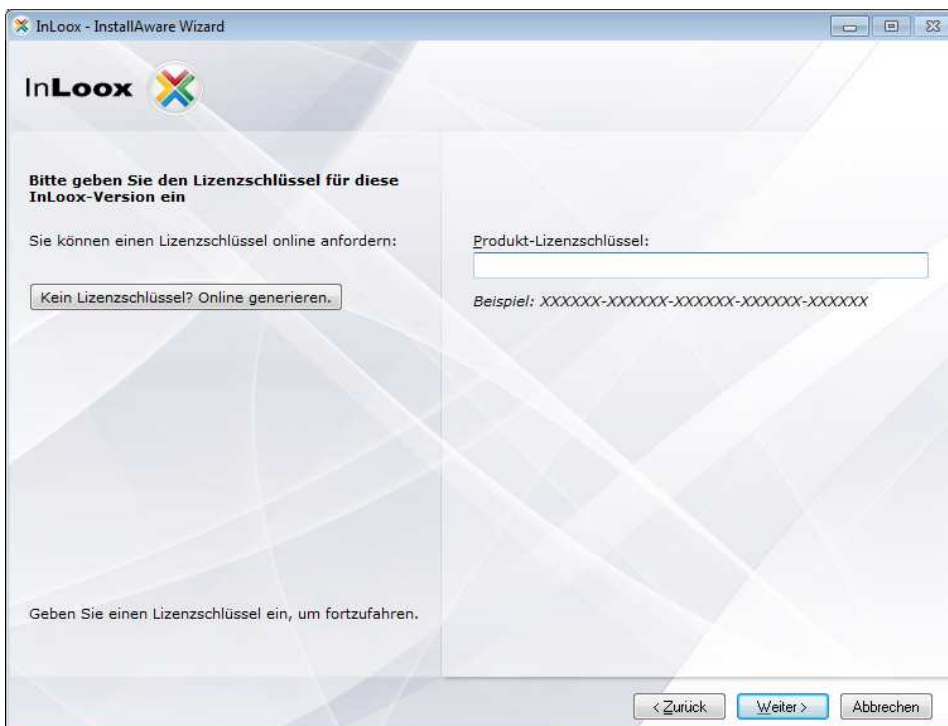 InLoox - InstallAware Wizard
InLoox
Bitte geben Sie den Lizenzschlüssel für diese
InLoox-Version ein
Sie können einen Lizenzschlüssel online anfordern:
Kein Lizenzschlüssel? Online generieren.
Produkt-Lizenzschlüssel:
Beispiel: XXXXXX-XXXXXX-XXXXXX-XXXXXX-XXXXXX
Geben Sie einen Lizenzschlüssel ein, um fortzufahren.
< Zurück
Weiter >
Abbrechen